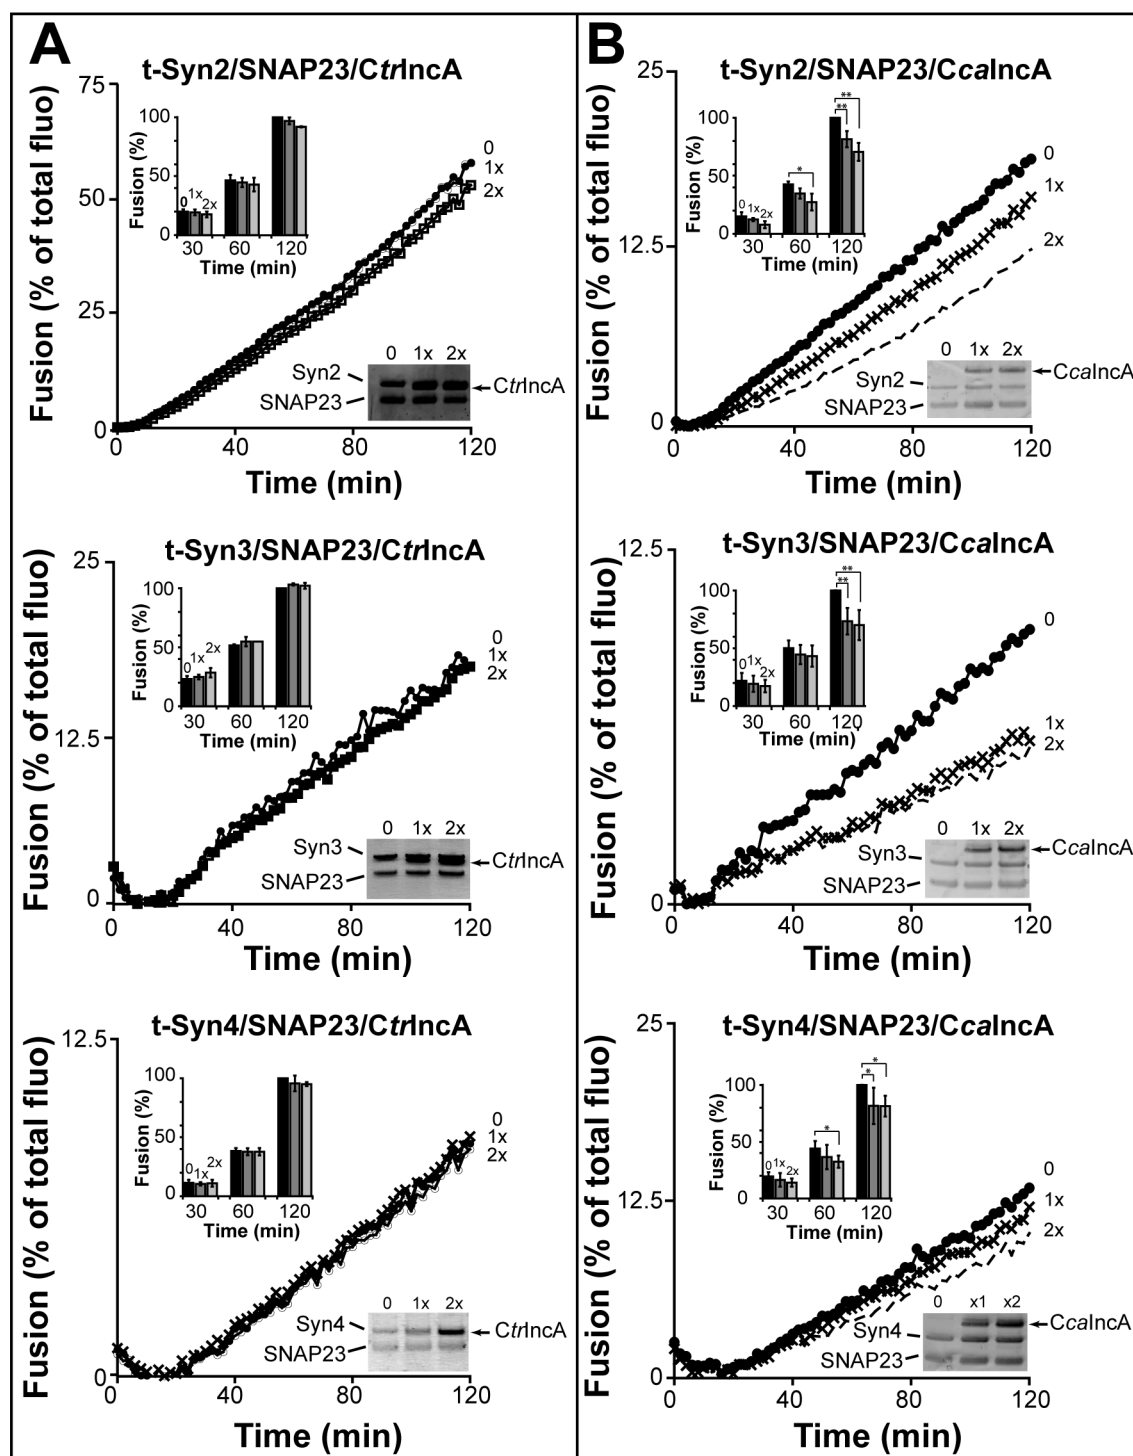 A
t-Syn2/SNAP23/CtrIncA
Fusion (% of total fluo)
75
50
25
0
0 40 80 120
Time (min)
0
1x
2x
Fusion (%)
100
50
0
0 1x 2x
30 60 120
Time (min)
0 1x 2x
Syn2
SNAP23
CtrIncA
t-Syn3/SNAP23/CtrIncA
Fusion (% of total fluo)
25
12.5
0
0 40 80 120
Time (min)
0
1x
2x
Fusion (%)
100
50
0
0 1x 2x
30 60 120
Time (min)
0 1x 2x
Syn3
SNAP23
CtrIncA
t-Syn4/SNAP23/CtrIncA
Fusion (% of total fluo)
12.5
0
0 40 80 120
Time (min)
0
1x
2x
Fusion (%)
100
50
0
0 1x 2x
30 60 120
Time (min)
0 1x 2x
Syn4
SNAP23
CtrIncA
B
t-Syn2/SNAP23/CcaIncA
Fusion (% of total fluo)
25
12.5
0
0 40 80 120
Time (min)
0
1x
2x
Fusion (%)
100
50
0
0 1x 2x
*
**
**
30 60 120
Time (min)
0 1x 2x
Syn2
SNAP23
CcaIncA
t-Syn3/SNAP23/CcaIncA
Fusion (% of total fluo)
12.5
0
0 40 80 120
Time (min)
0
1x
2x
Fusion (%)
100
50
0
0 1x 2x
**
**
30 60 120
Time (min)
0 1x 2x
Syn3
SNAP23
CcaIncA
t-Syn4/SNAP23/CcaIncA
Fusion (% of total fluo)
25
12.5
0
0 40 80 120
Time (min)
0
1x
2x
Fusion (%)
100
50
0
0 1x 2x
*
*
*
30 60 120
Time (min)
0 x1 x2
Syn4
SNAP23
CcaIncA